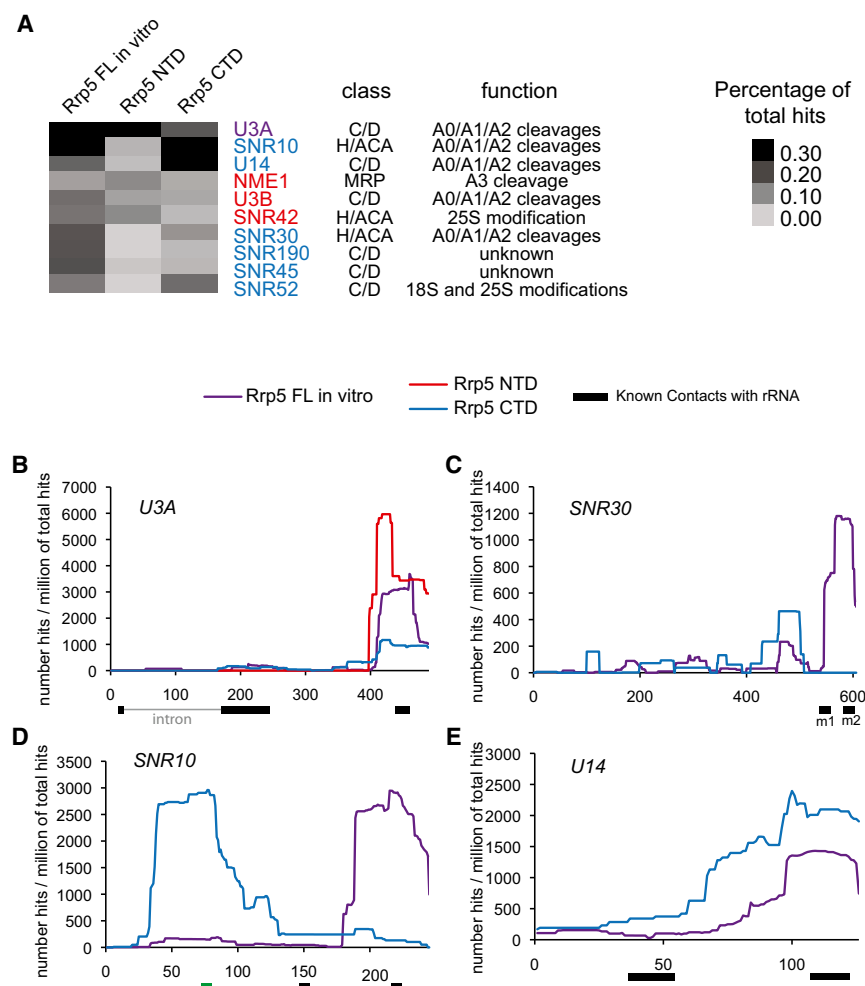 A
Rrp5 FL in vitro
Rrp5 NTD
Rrp5 CTD
class
function
Percentage of
total hits
U3A C/D A0/A1/A2 cleavages
SNR10 H/ACA A0/A1/A2 cleavages
U14 C/D A0/A1/A2 cleavages
NME1 MRP A3 cleavage
U3B C/D A0/A1/A2 cleavages
SNR42 H/ACA 25S modification
SNR30 H/ACA A0/A1/A2 cleavages
SNR190 C/D unknown
SNR45 C/D unknown
SNR52 C/D 18S and 25S modifications
0.30
0.20
0.10
0.00
Rrp5 FL in vitro
Rrp5 NTD
Rrp5 CTD
Known Contacts with rRNA
B
U3A
number hits / million of total hits
7000
6000
5000
4000
3000
2000
1000
0
0 100 200 300 400
intron
C
SNR30
number hits / million of total hits
1400
1200
1000
800
600
400
200
0
0 200 400 600
m1 m2
D
SNR10
number hits / million of total hits
3500
3000
2500
2000
1500
1000
500
0
0 50 100 150 200
E
U14
number hits / million of total hits
3000
2500
2000
1500
1000
500
0
0 50 100